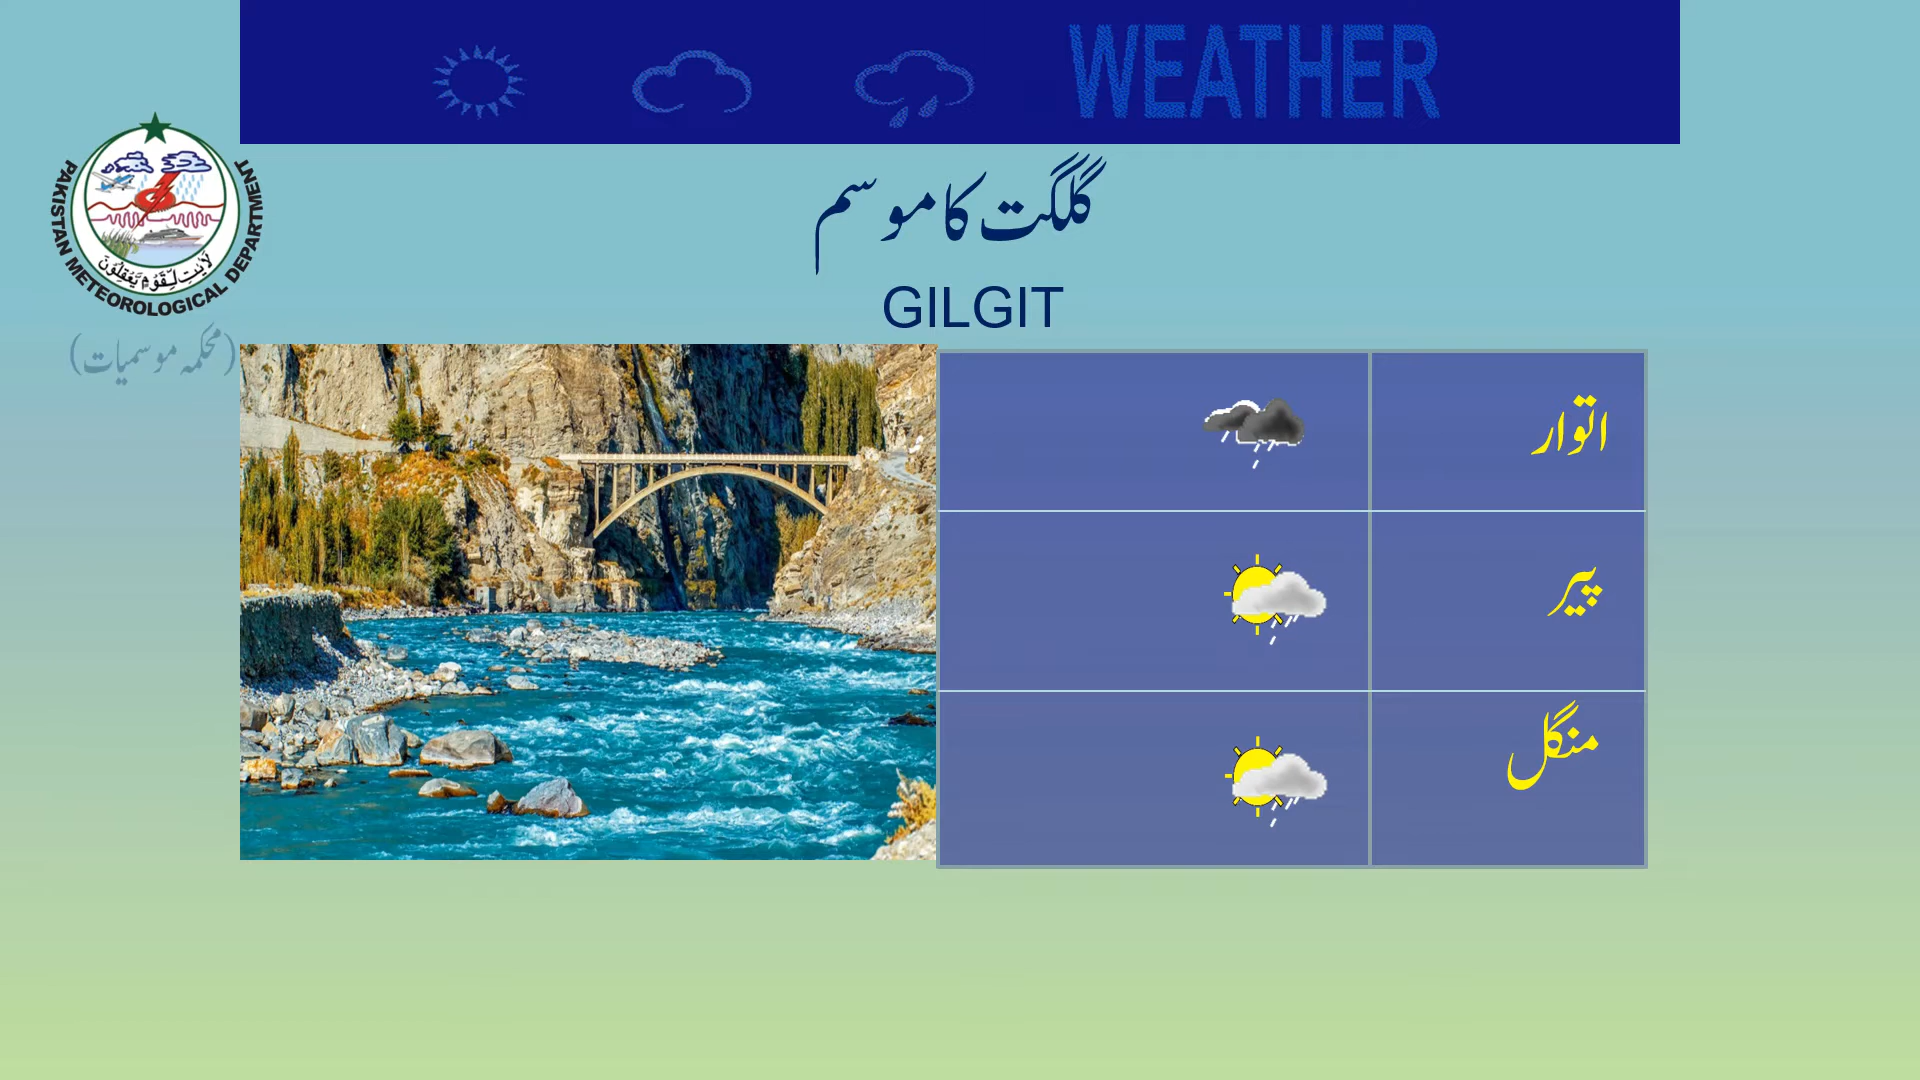 WEATHER
گلگت کا موسم
GILGIT
PAKISTAN METEOROLOGICAL DEPARTMENT
لَاٰیٰتٍ لِّقَوْمٍ یَّعْقِلُوْنَ
(محکمہ موسمیات)
اتوار
پیر
منگل